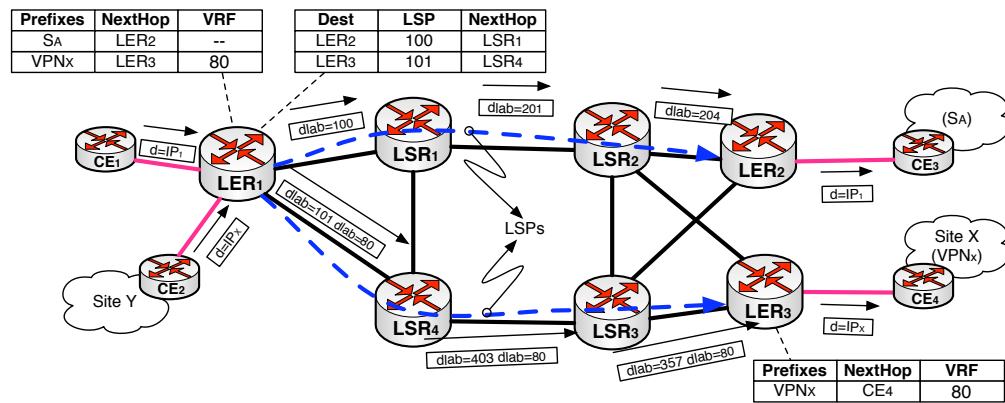 Prefixes NextHop VRF
SA LER2 --
VPNX LER3 80
Dest LSP NextHop
LER2 100 LSR1
LER3 101 LSR4
dlab=100
dlab=201
dlab=204
(SA)
CE1
d=IP1
LER1
LSR1
LSR2
LER2
CE3
d=IP1
dlab=101 dlab=80
LSPs
d=IPX
CE2
Site Y
Site X
(VPNX)
LSR4
LSR3
LER3
CE4
d=IPX
dlab=403 dlab=80
dlab=357 dlab=80
Prefixes NextHop VRF
VPNX CE4 80